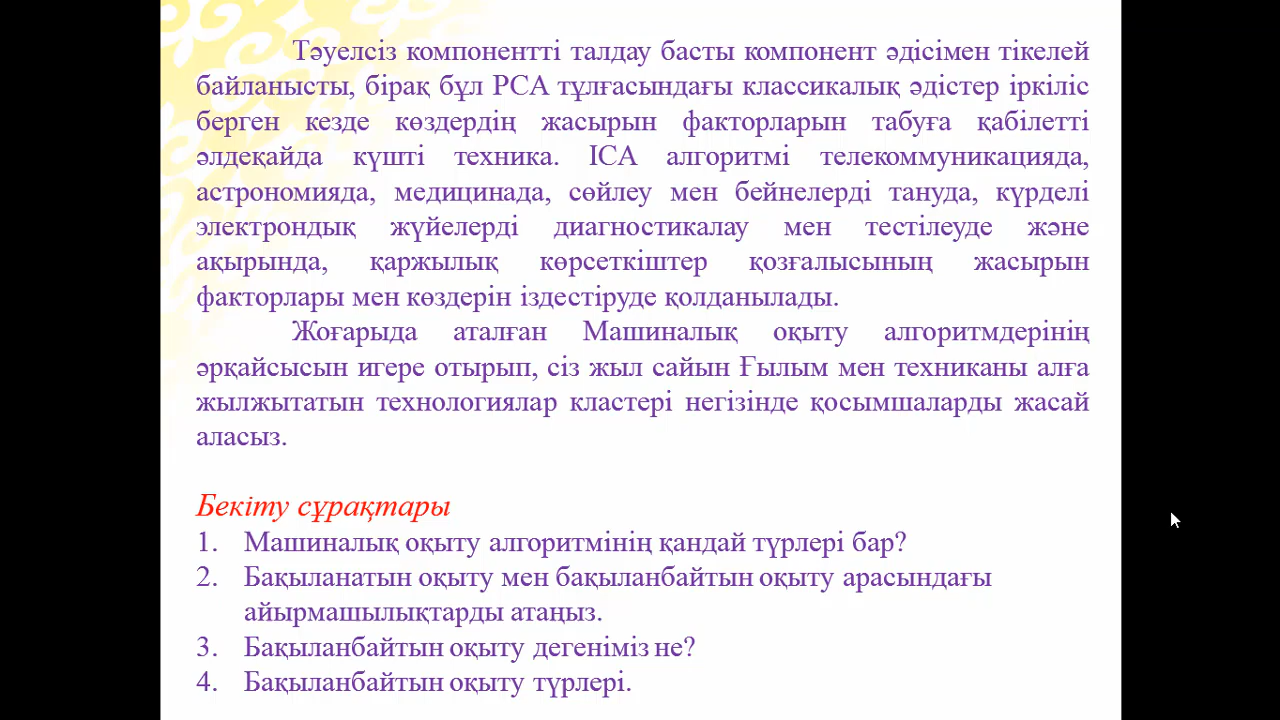 Тәуелсіз компонентті талдау басты компонент әдісімен тікелей
байланысты, бірақ бұл РСА тұлғасындағы классикалық әдістер іркіліс
берген кезде көздердің жасырын факторларын табуға қабілетті
әлдеқайда күшті техника. ІСА алгоритмі телекоммуникацияда,
астрономияда, медицинада, сөйлеу мен бейнелерді тануда, күрделі
электрондық жүйелерді диагностикалау мен тестілеуде және
ақырында, қаржылық көрсеткіштер қозғалысының жасырын
факторлары мен көздерін іздестіруде қолданылады.
Жоғарыда аталған Машиналық оқыту алгоритмдерінің
әрқайсысын игере отырып, сіз жыл сайын Ғылым мен техниканы алға
жылжытатын технологиялар кластері негізінде қосымшаларды жасай
аласыз.
Бекіту сұрақтары
1. Машиналық оқыту алгоритмінің қандай түрлері бар?
2. Бақыланатын оқыту мен бақыланбайтын оқыту арасындағы
айырмашылықтарды атаңыз.
3. Бақыланбайтын оқыту дегеніміз не?
4. Бақыланбайтын оқыту түрлері.